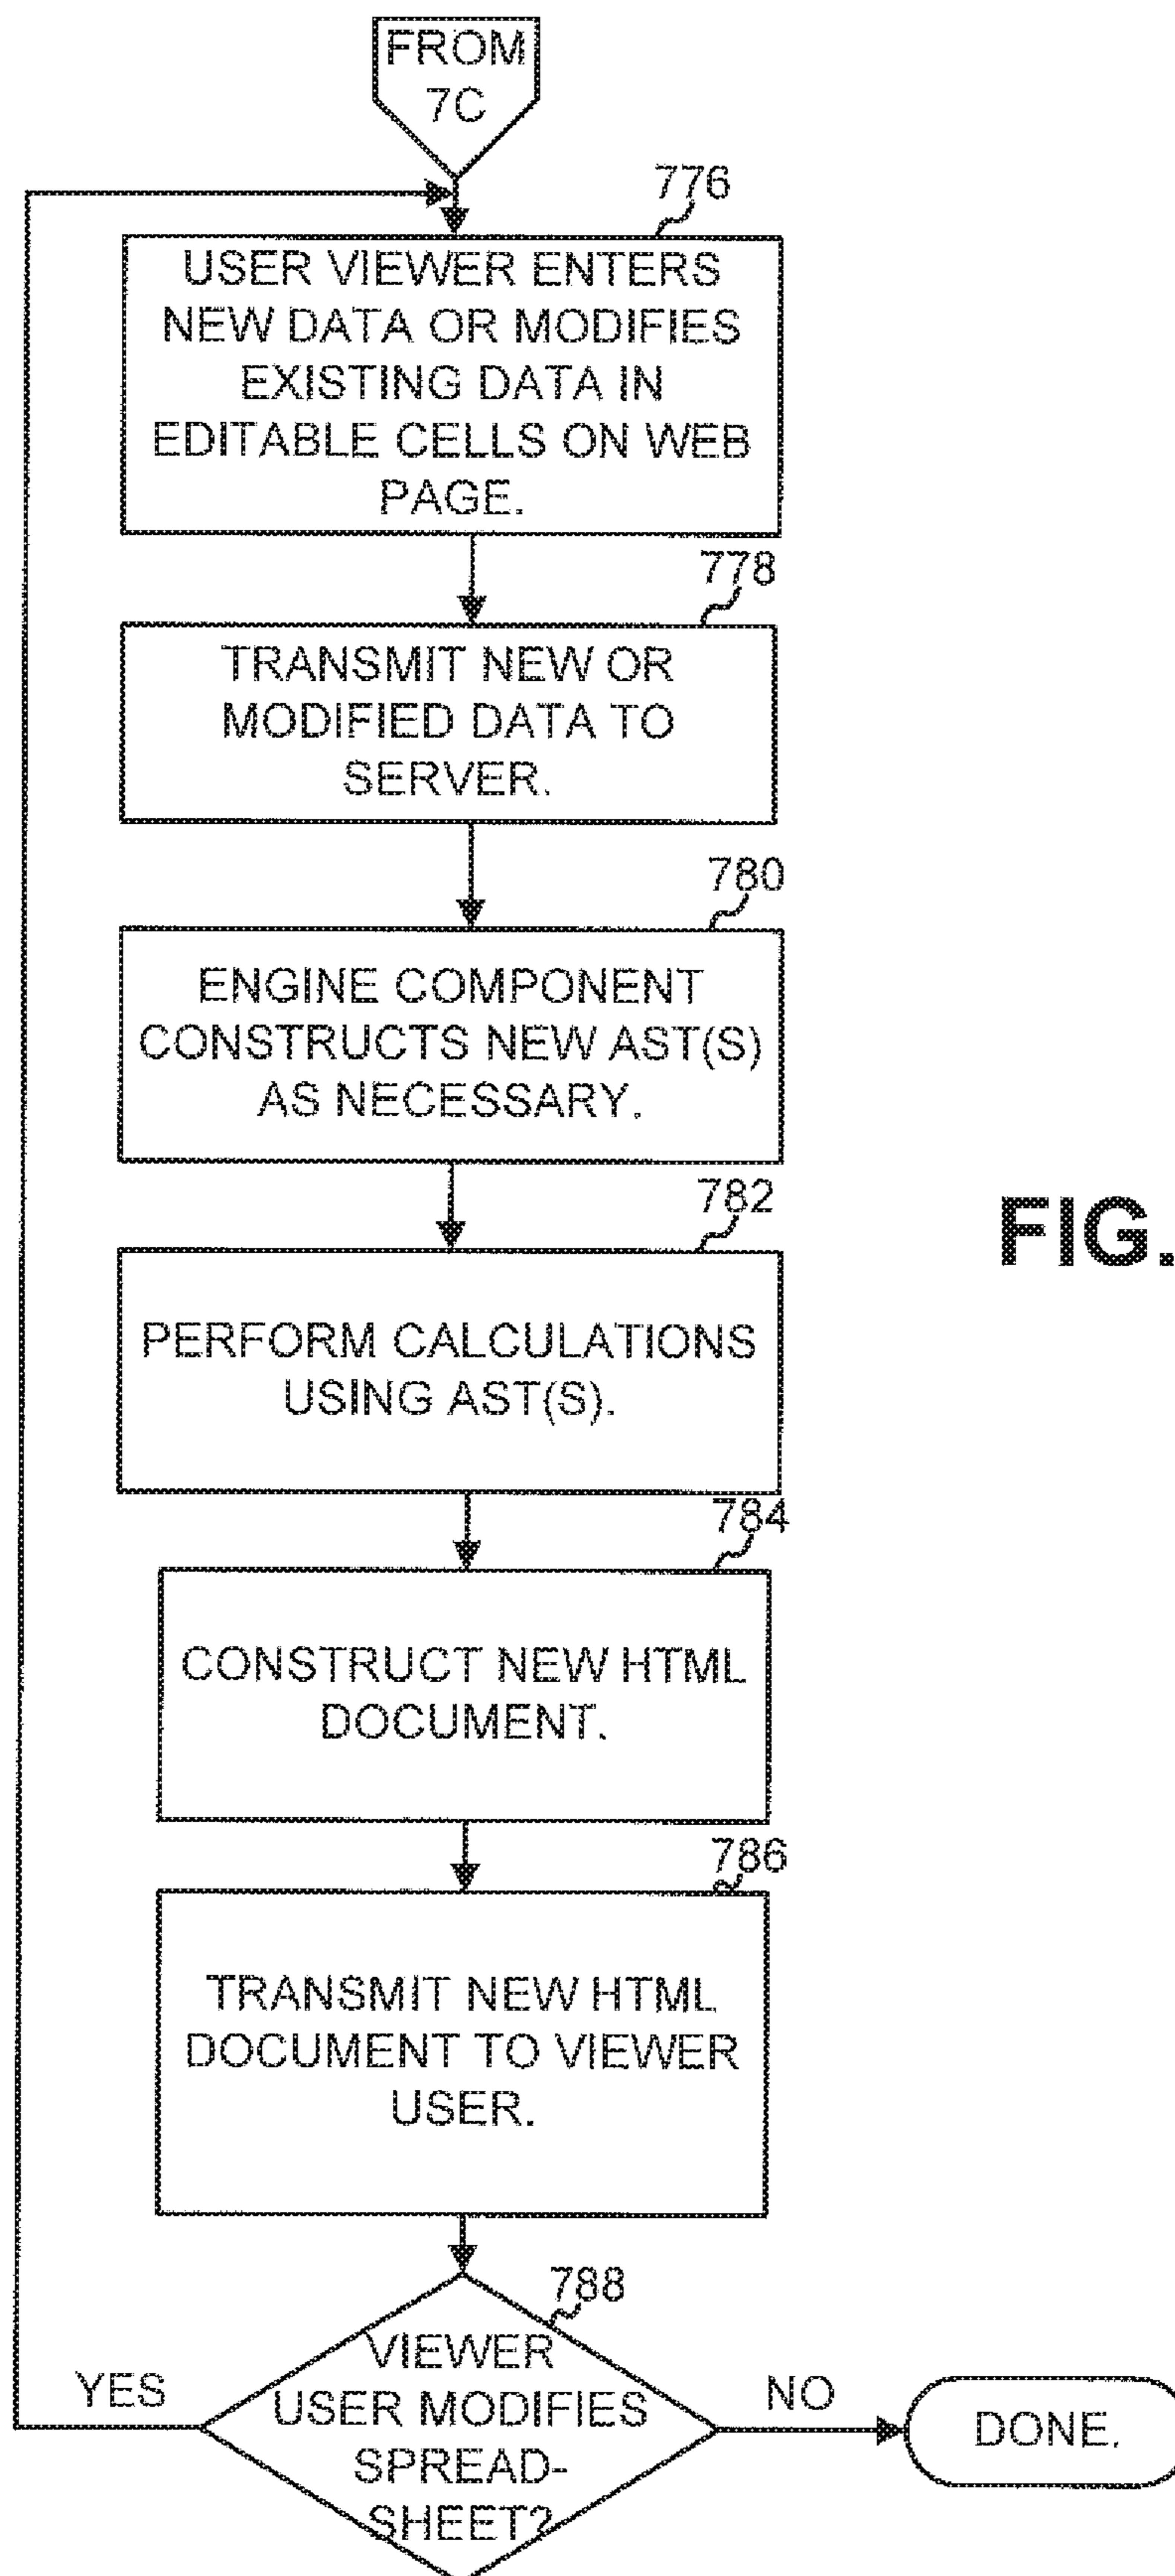 FROM
7C
776
USER VIEWER ENTERS
NEW DATA OR MODIFIES
EXISTING DATA IN
EDITABLE CELLS ON WEB
PAGE.
778
TRANSMIT NEW OR
MODIFIED DATA TO
SERVER.
780
ENGINE COMPONENT
CONSTRUCTS NEW AST(S)
AS NECESSARY.
782
FIG.
PERFORM CALCULATIONS
USING AST(S).
784
CONSTRUCT NEW HTML
DOCUMENT.
786
TRANSMIT NEW HTML
DOCUMENT TO VIEWER
USER.
788
VIEWER
USER MODIFIES
SPREAD-
SHEET?
YES
NO
DONE.